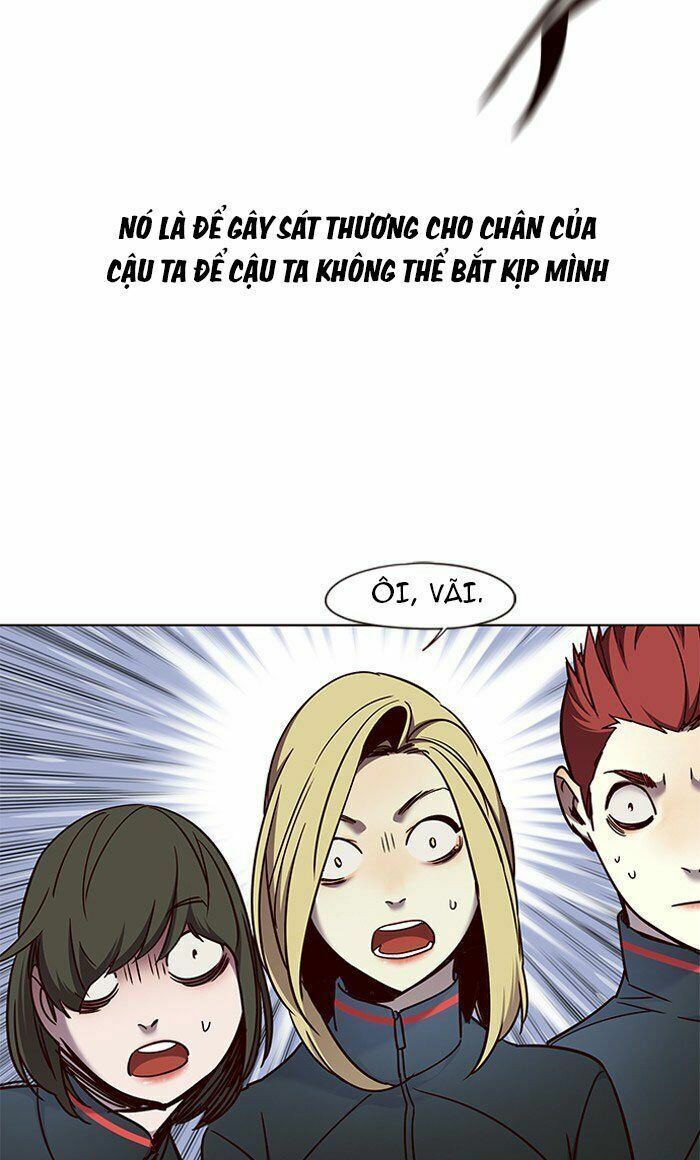 NÓ LÀ ĐỂ GÂY SÁT THƯƠNG CHO CHÂN CỦA
CẬU TA ĐỂ CẬU TA KHÔNG THỂ BẮT KỊP MÌNH
ÔI, VÃI.